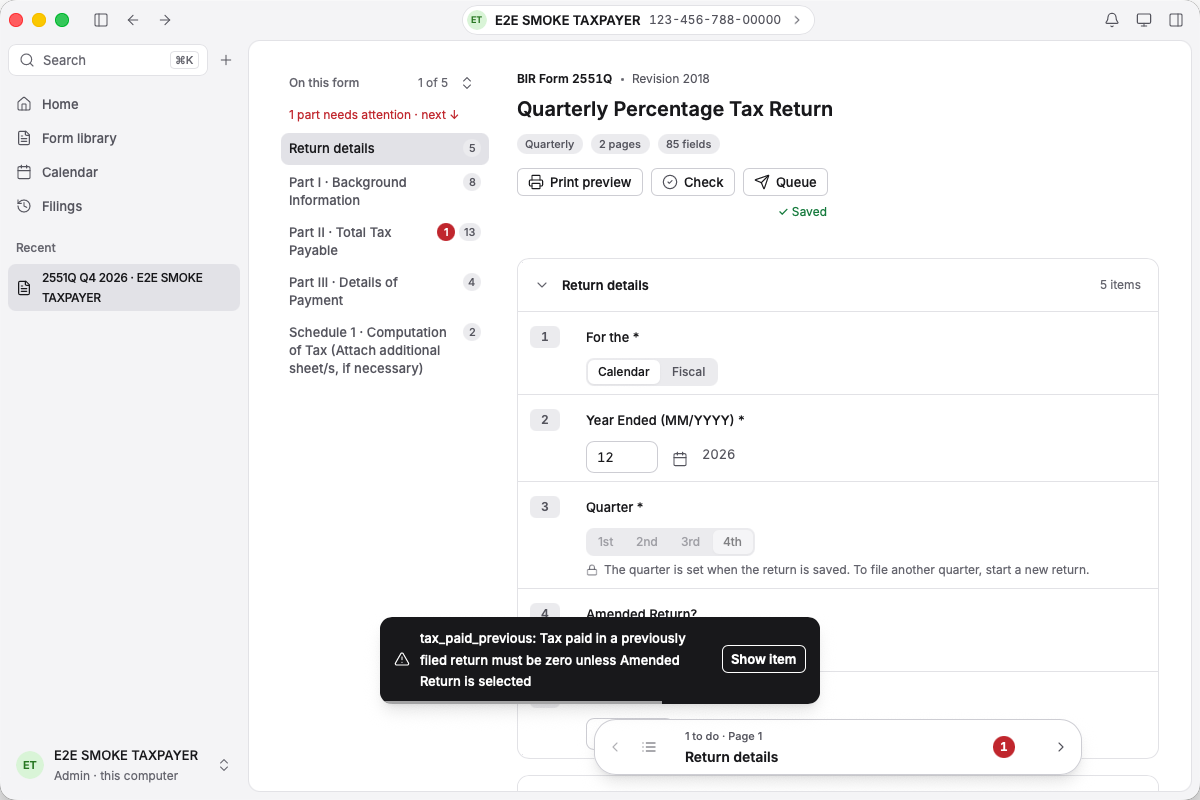 ET E2E SMOKE TAXPAYER 123-456-788-00000
Search ⌘K
Home
Form library
Calendar
Filings
Recent
2551Q Q4 2026 · E2E SMOKE
TAXPAYER
ET
E2E SMOKE TAXPAYER
Admin · this computer
On this form 1 of 5
1 part needs attention · next ↓
Return details 5
Part I · Background 8
Information
Part II · Total Tax 1 13
Payable
Part III · Details of 4
Payment
Schedule 1 · Computation 2
of Tax (Attach additional
sheet/s, if necessary)
BIR Form 2551Q • Revision 2018
Quarterly Percentage Tax Return
Quarterly 2 pages 85 fields
Print preview Check Queue
✓ Saved
Return details 5 items
1 For the *
Calendar Fiscal
2 Year Ended (MM/YYYY) *
12 2026
3 Quarter *
1st 2nd 3rd 4th
The quarter is set when the return is saved. To file another quarter, start a new return.
4 Amended Return?
tax_paid_previous: Tax paid in a previously
filed return must be zero unless Amended
Return is selected
Show item
1 to do · Page 1
Return details
1